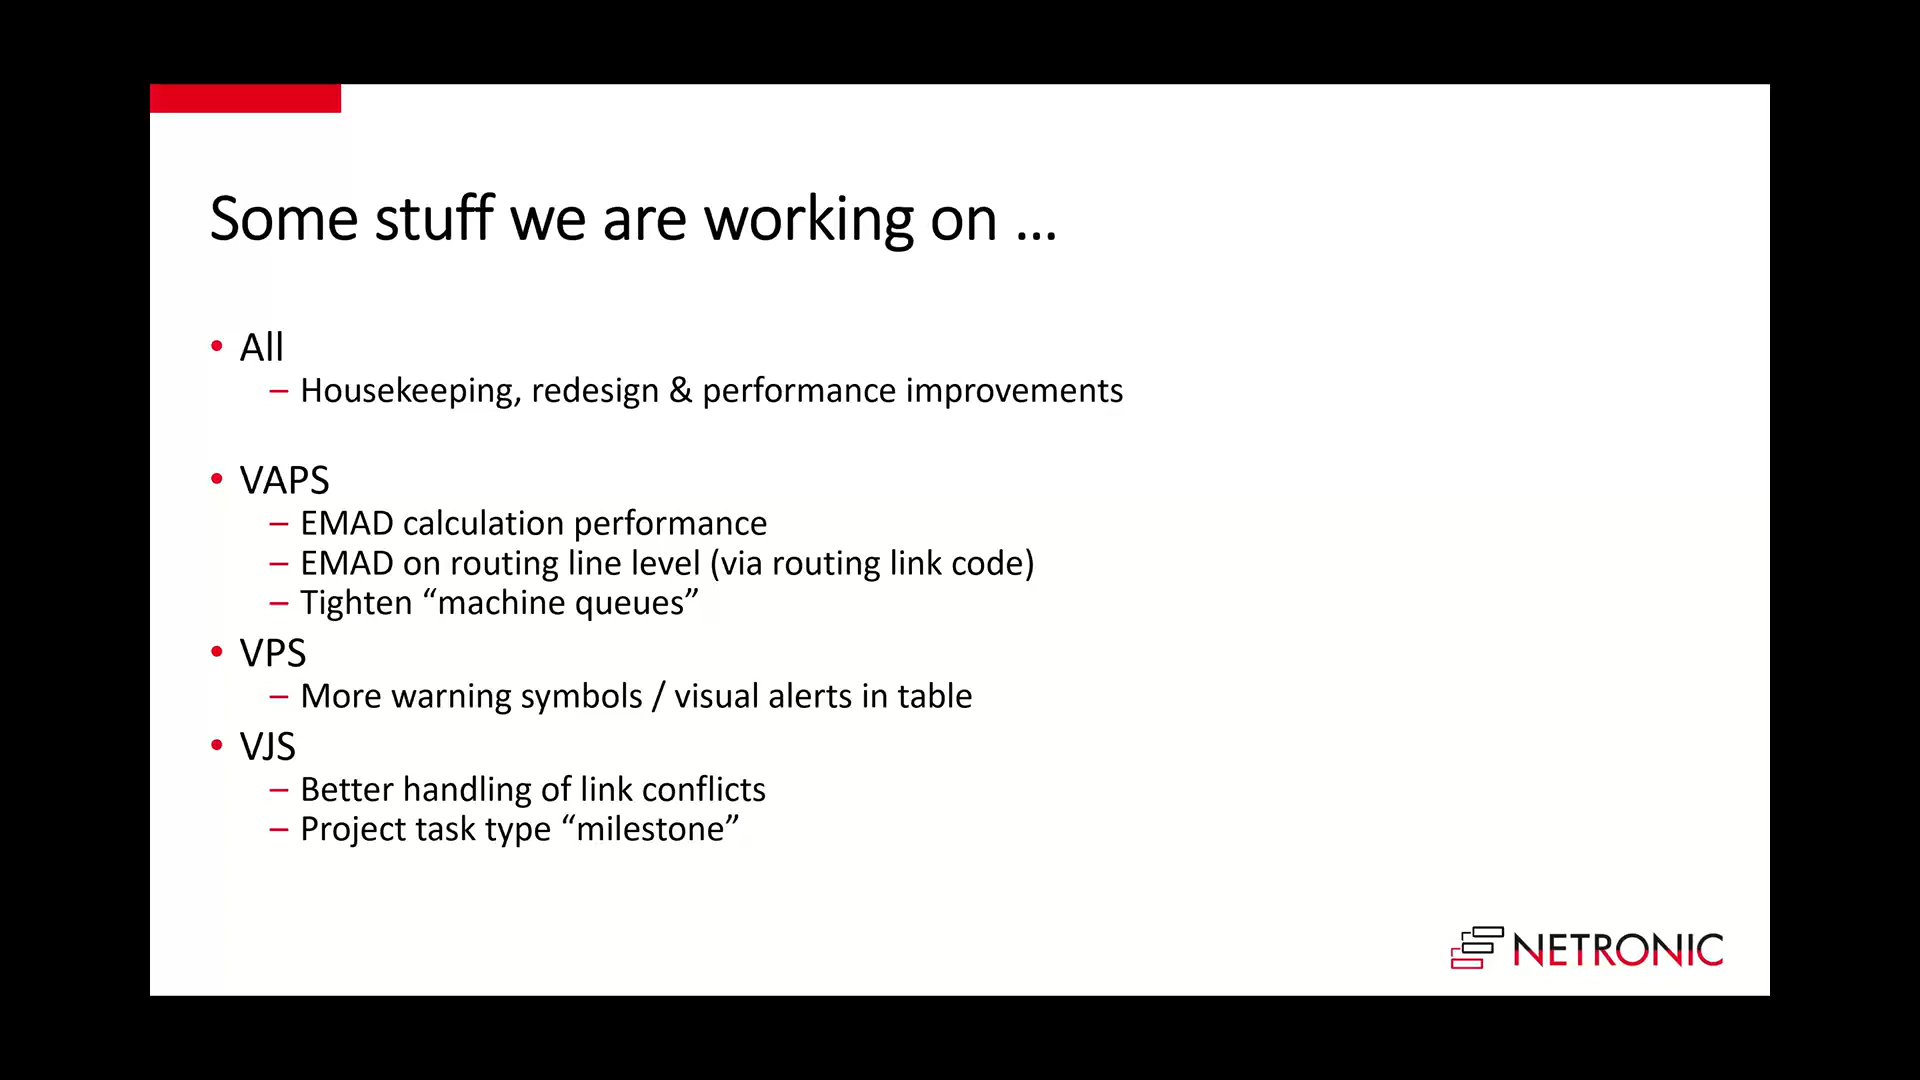 Some stuff we are working on ...
• All
– Housekeeping, redesign & performance improvements
• VAPS
– EMAD calculation performance
– EMAD on routing line level (via routing link code)
– Tighten “machine queues”
• VPS
– More warning symbols / visual alerts in table
• VJS
– Better handling of link conflicts
– Project task type “milestone”
NETRONIC